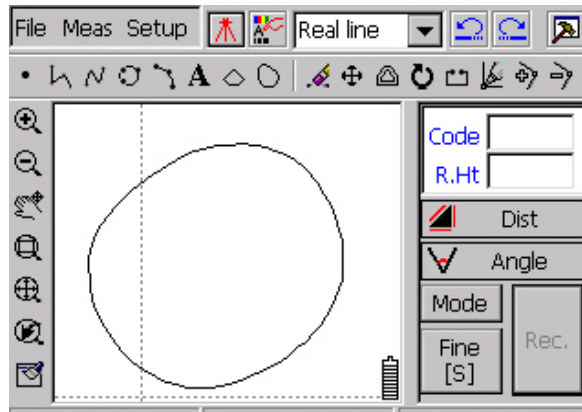 File Meas Setup Real line
A
Code
R.Ht
Dist
Angle
Mode
Fine
[S]
Rec.